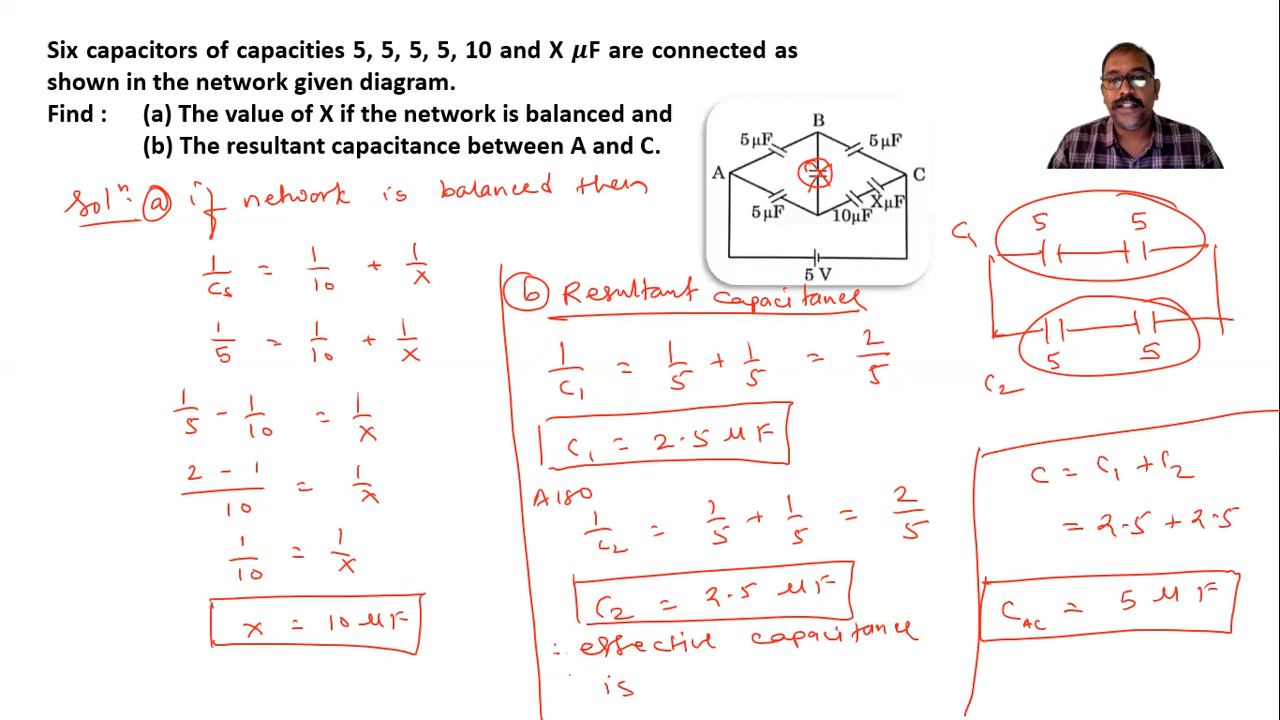 Six capacitors of capacities 5, 5, 5, 5, 10 and X 𝝁F are connected as
shown in the network given diagram.
Find : (a) The value of X if the network is balanced and
(b) The resultant capacitance between A and C.
B
5μF
5μF
A
C
5μF
10μF
XμF
5 V
Solⁿ: (a) if network is balanced then
1/Cs = 1/10 + 1/x
1/5 = 1/10 + 1/x
1/5 - 1/10 = 1/x
2 - 1/10 = 1/x
1/10 = 1/x
x = 10 μF
(b) Resultant capacitance
1/C₁ = 1/5 + 1/5 = 2/5
C₁ = 2.5 μF
Also
1/C₂ = 1/5 + 1/5 = 2/5
C₂ = 2.5 μF
∴ effective capacitance
is
C₁
5 5
5 5
C₂
C = C₁ + C₂
= 2.5 + 2.5
C_AC = 5 μF